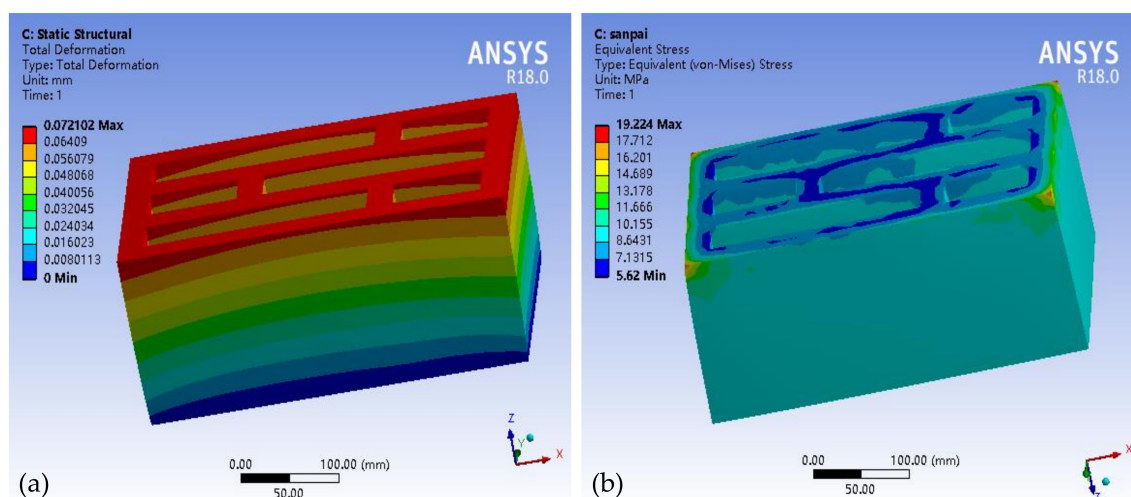 C: Static Structural
Total Deformation
Type: Total Deformation
Unit: mm
Time: 1
ANSYS
R18.0
0.072102 Max
0.06409
0.056079
0.048068
0.040056
0.032045
0.024034
0.016023
0.0080113
0 Min
Z
Y
X
0.00
100.00 (mm)
50.00
(a)
C: sanpai
Equivalent Stress
Type: Equivalent (von-Mises) Stress
Unit: MPa
Time: 1
ANSYS
R18.0
19.224 Max
17.712
16.201
14.689
13.178
11.666
10.155
8.6431
7.1315
5.62 Min
X
Z
0.00
100.00 (mm)
50.00
(b)